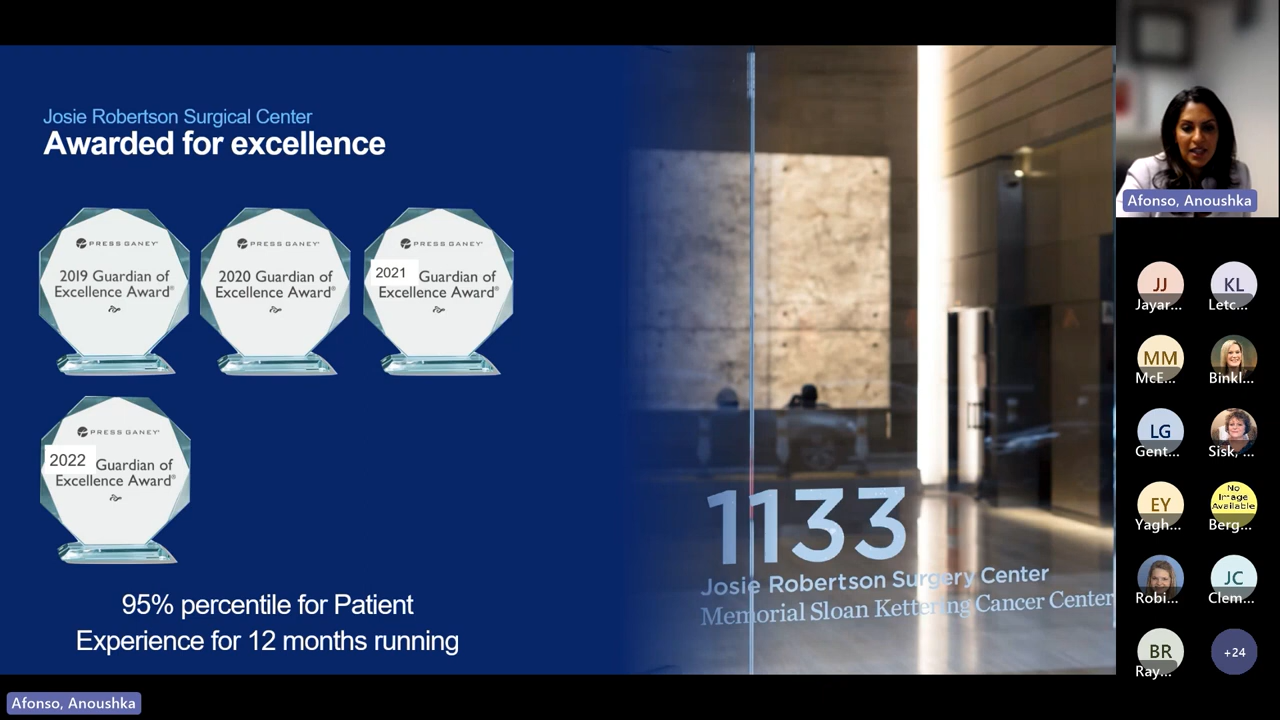 Josie Robertson Surgical Center
Awarded for excellence
PRESS GANEY
2019 Guardian of
Excellence Award®
PRESS GANEY®
2020 Guardian of
Excellence Award®
PRESS GANEY®
2021 Guardian of
Excellence Award®
PRESS GANEY®
2022 Guardian of
Excellence Award®
95% percentile for Patient
Experience for 12 months running
1133
Josie Robertson Surgery Center
Memorial Sloan Kettering Cancer Center
Afonso, Anoushka
JJ
Jayar...
KL
Letc...
MM
McE...
Binkl...
LG
Gent...
Sisk, ...
EY
Yagh...
No
Image
Available
Berg...
Robi...
JC
Clem...
BR
Ray...
+24
Afonso, Anoushka